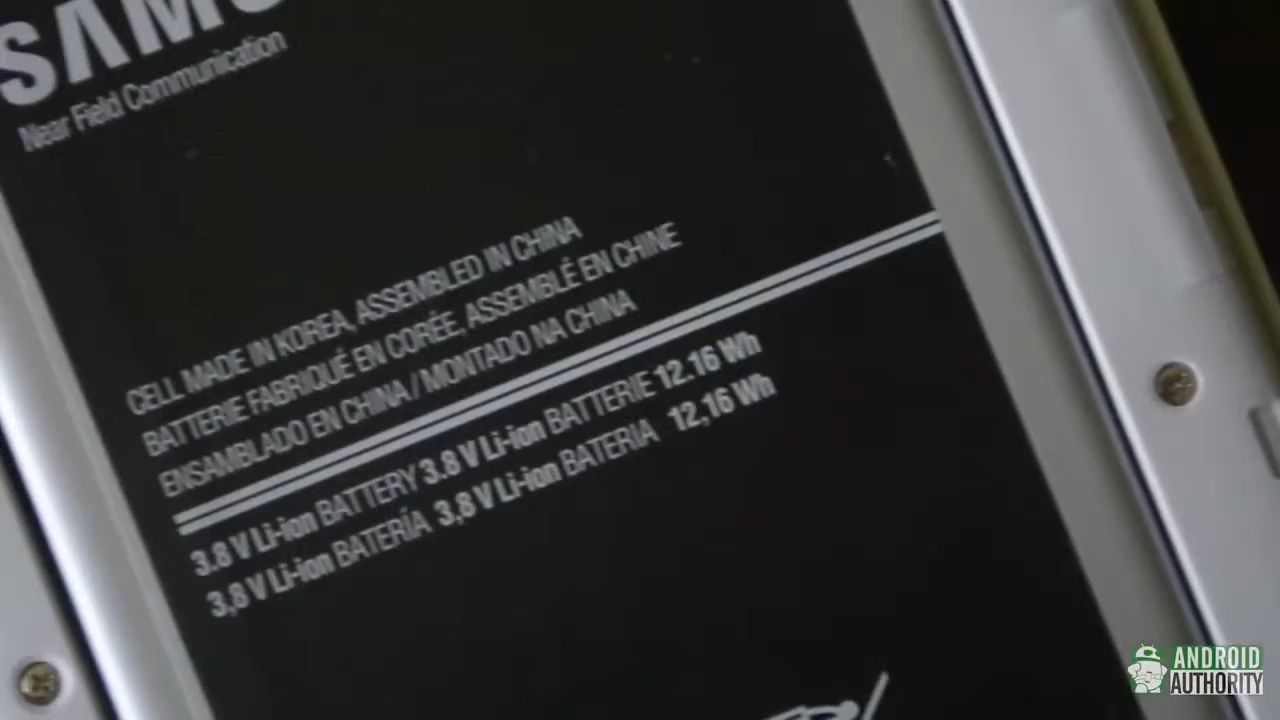 SAMS
Near Field Communication
CELL MADE IN KOREA, ASSEMBLED IN CHINA
BATTERIE FABRIQUÉ EN CORÉE, ASSEMBLÉ EN CHINE
ENSAMBLADO EN CHINA / MONTADO NA CHINA
3.8 V Li-ion BATTERY 3.8 V Li-ion BATTERIE 12.16 Wh
3,8 V Li-ion BATERÍA 3,8 V Li-ion BATERIA 12,16 Wh
ANDROID
AUTHORITY